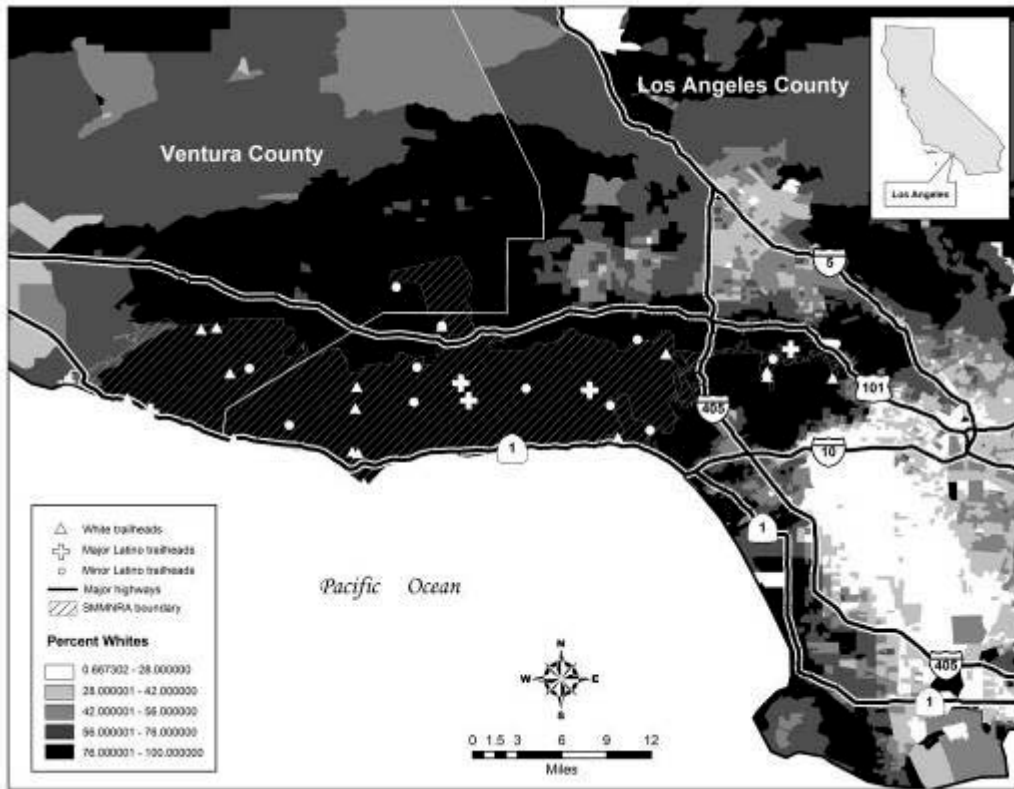 Los Angeles County
Ventura County
Los Angeles
5
101
405
10
1
1
White trailheads
Major Latino trailheads
Minor Latino trailheads
Major highways
SMMNRA boundary
Percent Whites
0.667302 - 28.000000
28.000001 - 42.000000
42.000001 - 56.000000
56.000001 - 76.000000
76.000001 - 100.000000
Pacific Ocean
N
W E
S
0 1.5 3 6 9 12
Miles
405
1